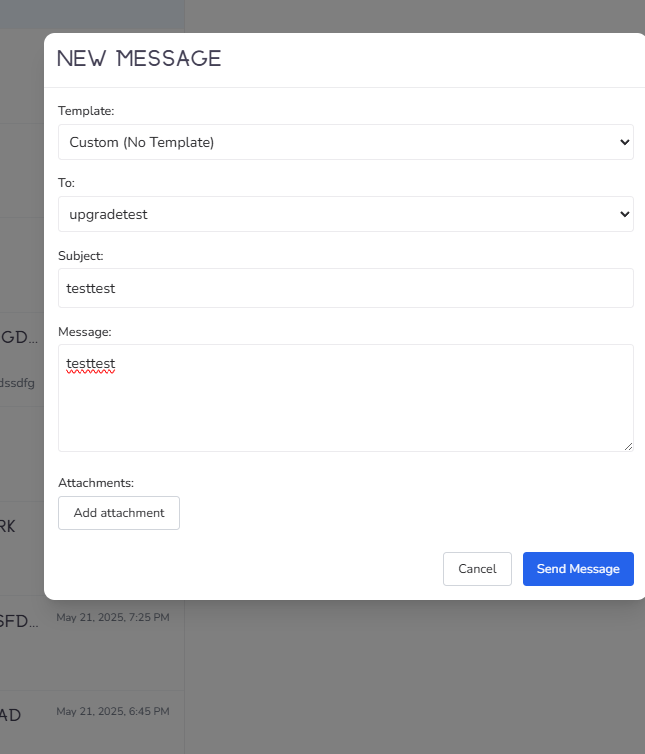 NEW MESSAGE
Template:
Custom (No Template)
To:
upgradetest
Subject:
testtest
Message:
testtest
Attachments:
Add attachment
Cancel
Send Message
GD...
dssdfg
RK
SFD...
May 21, 2025, 7:25 PM
AD
May 21, 2025, 6:45 PM